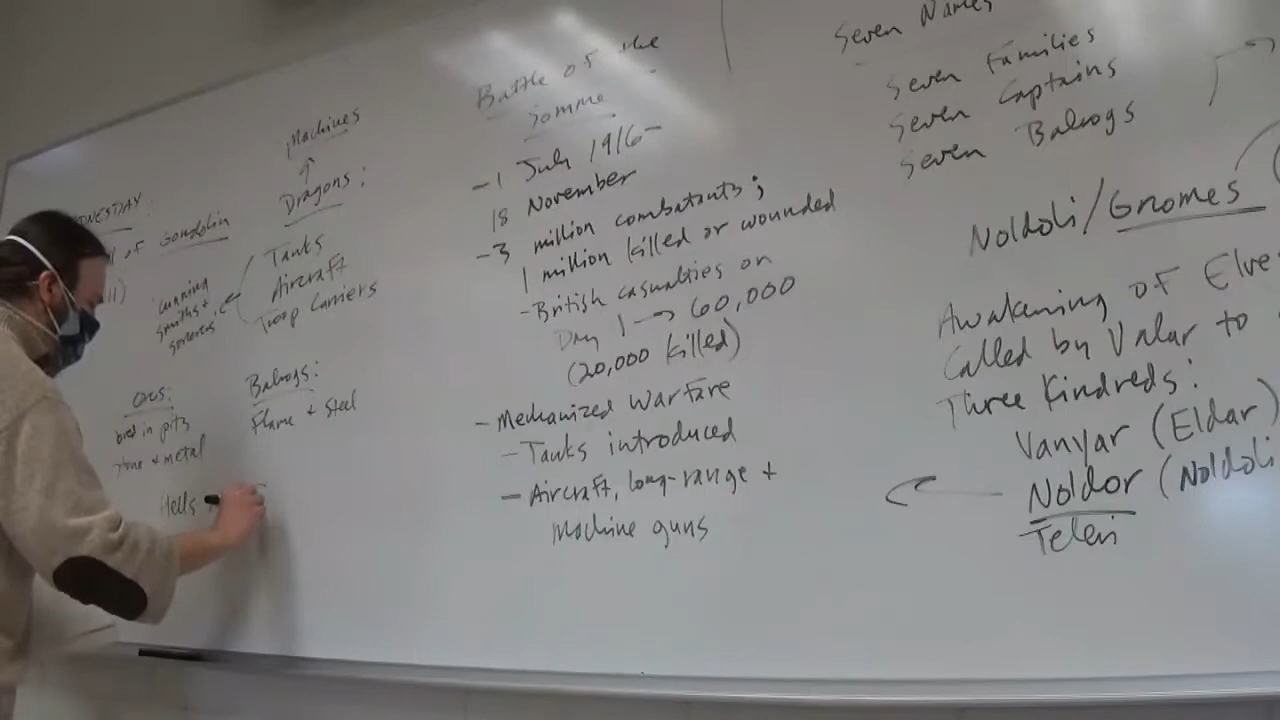 DNESDAY:
of Gondolin
II)
cunning
smiths +
sorcerers
Orcs:
bred in pits
stone + metal
Hells
Machines
Dragons:
Tanks
Aircraft
Troop Carriers
Balrogs:
Flame + Steel
Battle of the
Somme
- 1 July 1916 -
18 November
- 3 million combatants;
1 million killed or wounded
- British casualties on
Day 1 → 60,000
(20,000 killed)
- Mechanized Warfare
- Tanks introduced
- Aircraft, long-range +
Machine guns
Seven Names
Seven Families
Seven Captains
Seven Balrogs
Noldoli/Gnomes (
Awakening of Elve
Called by Valar to
Three Kindreds:
Vanyar (Eldar)
Noldor (Noldoli
Teleri